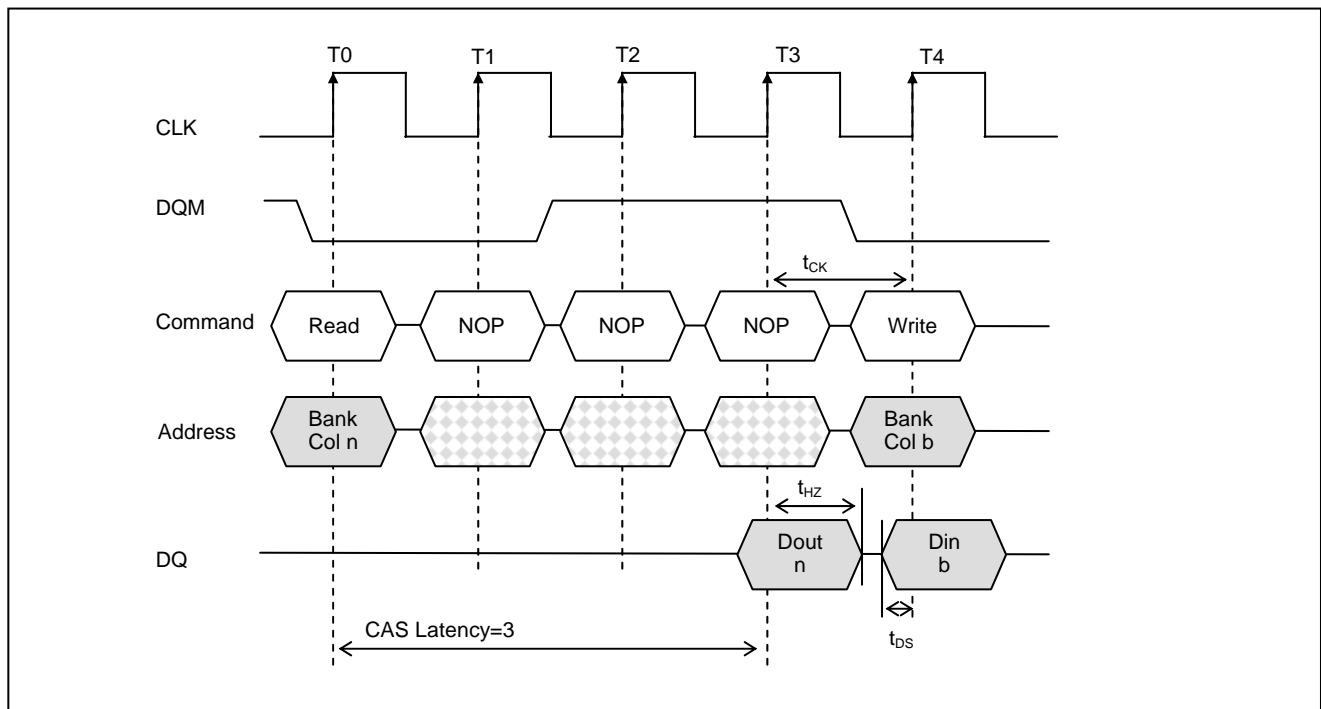 T0 T1 T2 T3 T4
CLK
DQM
tCK
Command Read NOP NOP NOP Write
Address Bank Col n Bank Col b
tHZ
DQ Dout n Din b
CAS Latency=3
tDS